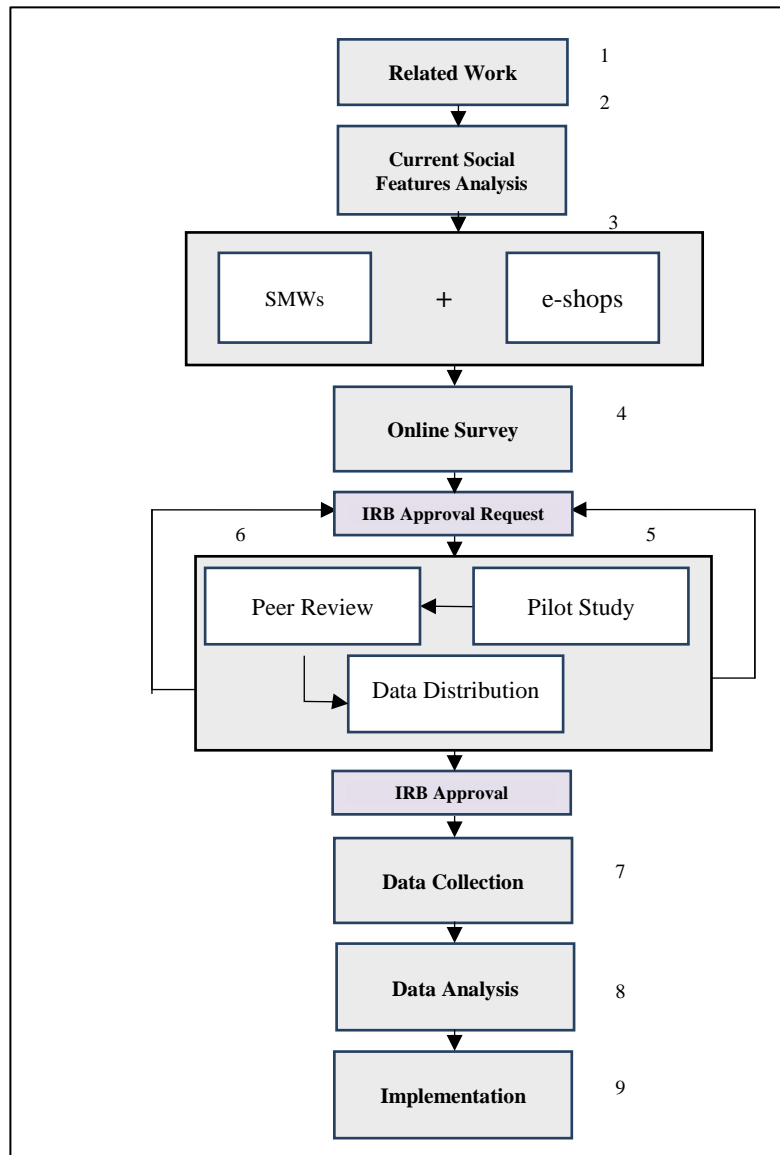 1
Related Work
2
Current Social
Features Analysis
3
SMWs
+
e-shops
Online Survey
4
IRB Approval Request
6
5
Peer Review
Pilot Study
Data Distribution
IRB Approval
Data Collection
7
Data Analysis
8
Implementation
9